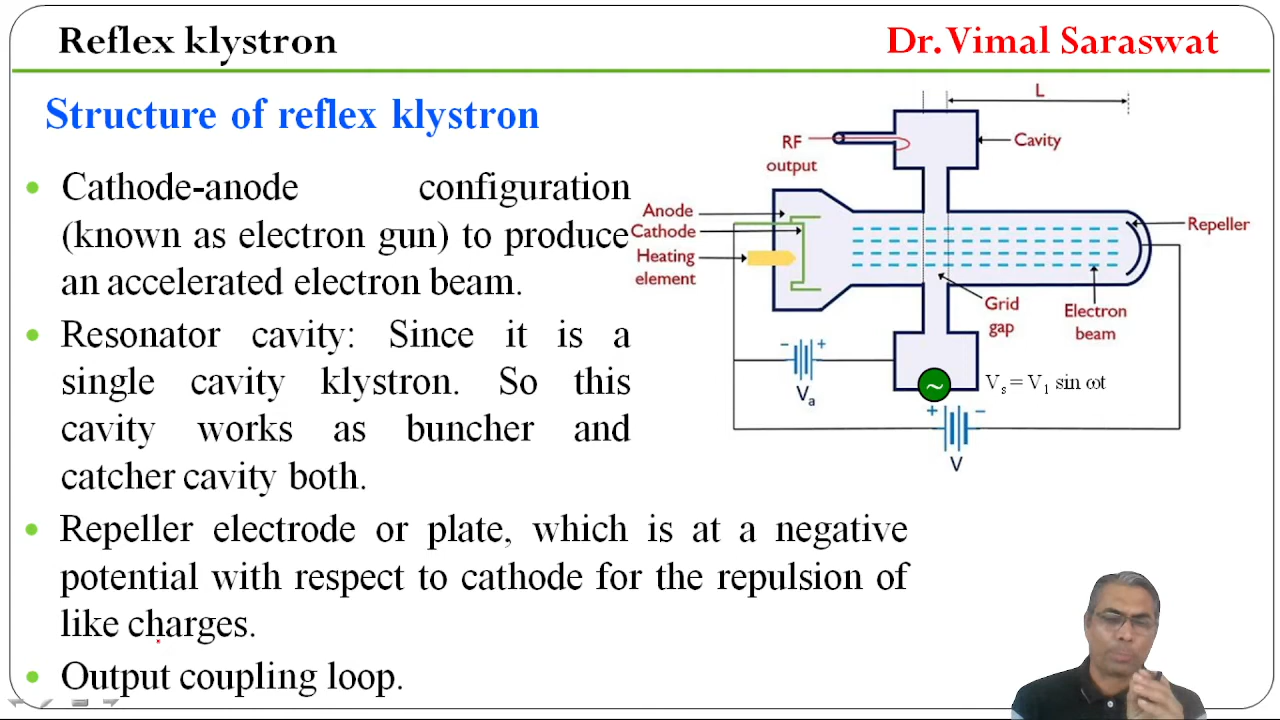 Reflex klystron
Dr. Vimal Saraswat
Structure of reflex klystron
• Cathode-anode configuration
(known as electron gun) to produce
an accelerated electron beam.
• Resonator cavity: Since it is a
single cavity klystron. So this
cavity works as buncher and
catcher cavity both.
• Repeller electrode or plate, which is at a negative
potential with respect to cathode for the repulsion of
like charges.
• Output coupling loop.
L
RF
output
Cavity
Anode
Cathode
Heating
element
Repeller
Grid
gap
Electron
beam
− +
Vₐ
~
Vₛ = V₁ sin ωt
+ −
V